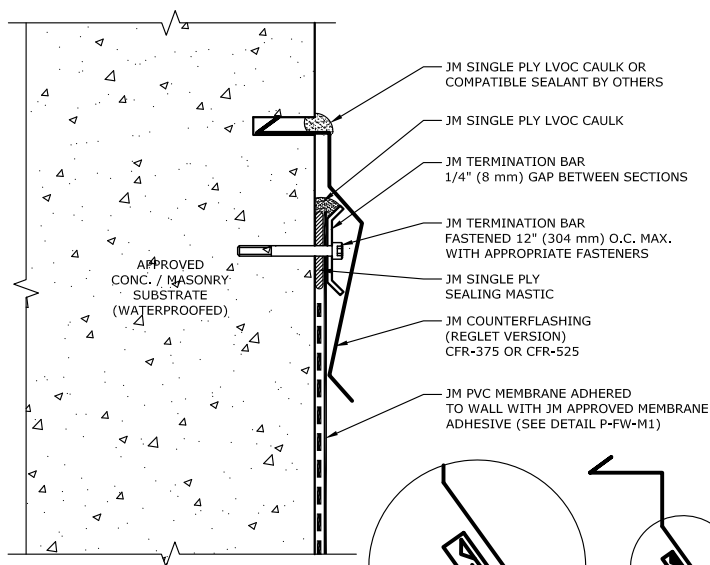 JM SINGLE PLY LVOC CAULK OR
COMPATIBLE SEALANT BY OTHERS
JM SINGLE PLY LVOC CAULK
JM TERMINATION BAR
1/4" (8 mm) GAP BETWEEN SECTIONS
JM TERMINATION BAR
FASTENED 12" (304 mm) O.C. MAX.
WITH APPROPRIATE FASTENERS
APPROVED
CONC. / MASONRY
SUBSTRATE
(WATERPROOFED)
JM SINGLE PLY
SEALING MASTIC
JM COUNTERFLASHING
(REGLET VERSION)
CFR-375 OR CFR-525
JM PVC MEMBRANE ADHERED
TO WALL WITH JM APPROVED MEMBRANE
ADHESIVE (SEE DETAIL P-FW-M1)